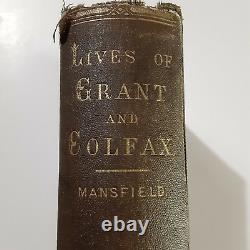 LIVES OF
GRANT
AND
COLFAX
MANSFIELD.
ebay